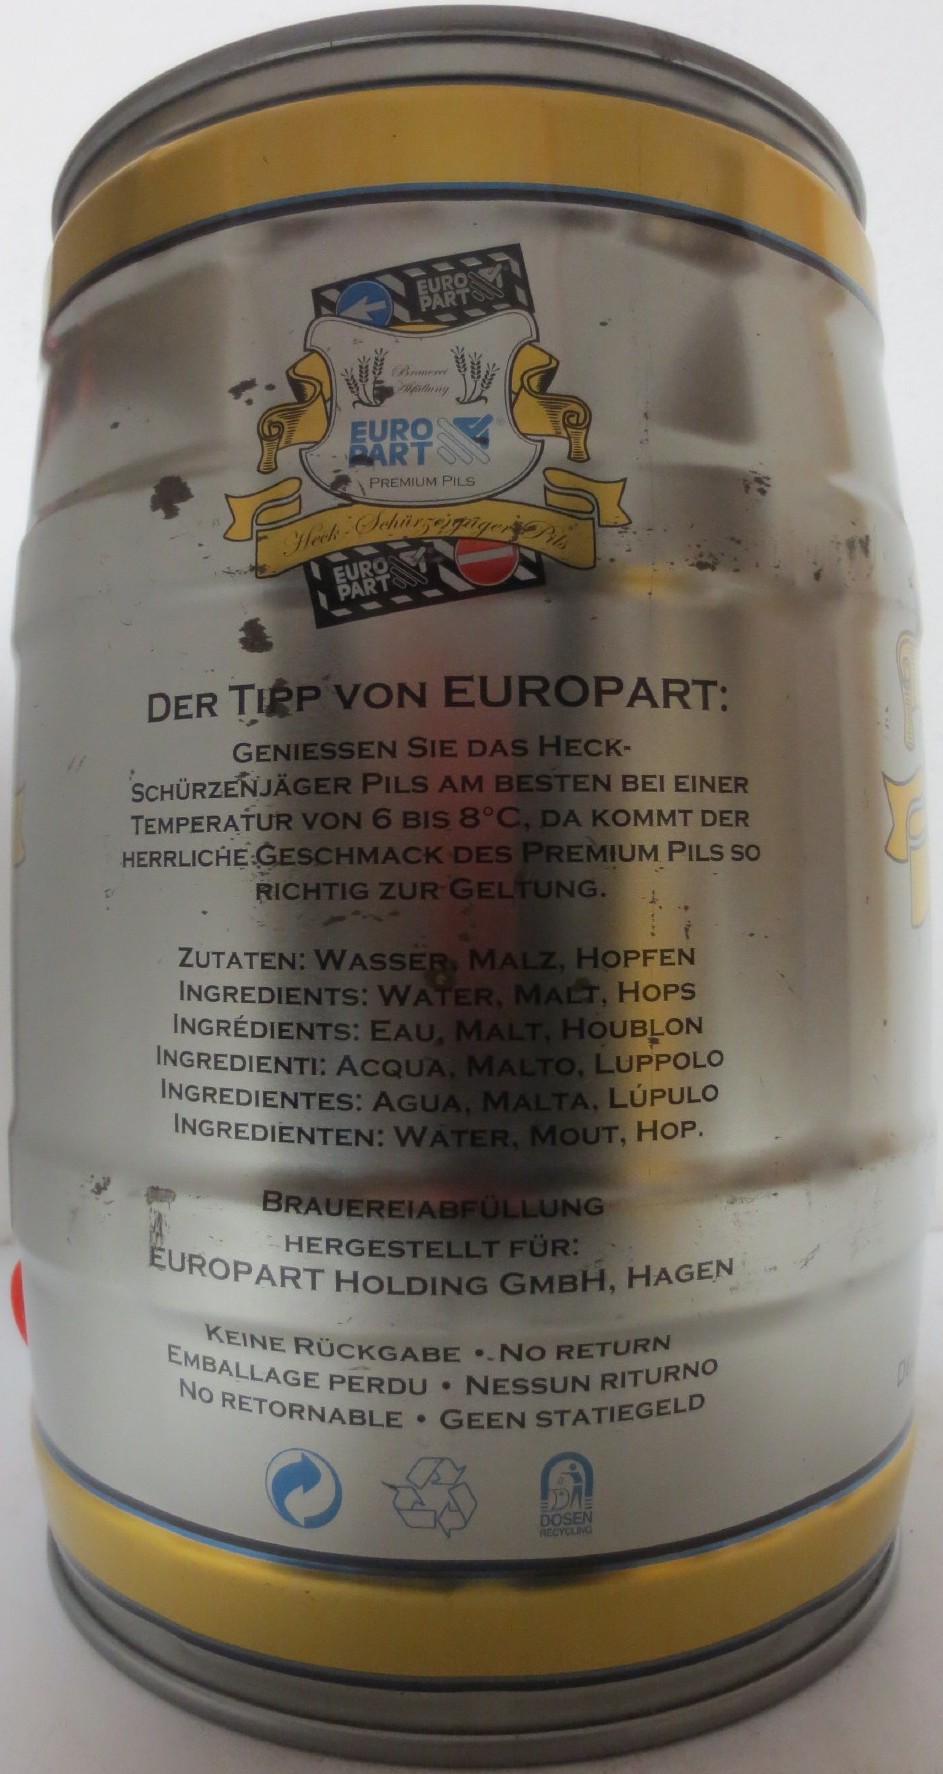 EURO
PART
Brauerei
Abfüllung
EURO
PART
PREMIUM PILS
Heck-Schürzenjäger Pils
EURO
PART
DER TIPP VON EUROPART:
GENIESSEN SIE DAS HECK-
SCHÜRZENJÄGER PILS AM BESTEN BEI EINER
TEMPERATUR VON 6 BIS 8°C, DA KOMMT DER
HERRLICHE GESCHMACK DES PREMIUM PILS SO
RICHTIG ZUR GELTUNG.
ZUTATEN: WASSER, MALZ, HOPFEN
INGREDIENTS: WATER, MALT, HOPS
INGRÉDIENTS: EAU, MALT, HOUBLON
INGREDIENTI: ACQUA, MALTO, LUPPOLO
INGREDIENTES: AGUA, MALTA, LÚPULO
INGREDIENTEN: WATER, MOUT, HOP.
BRAUEREIABFÜLLUNG
HERGESTELLT FÜR:
EUROPART HOLDING GMBH, HAGEN
KEINE RÜCKGABE • NO RETURN
EMBALLAGE PERDU • NESSUN RITURNO
NO RETORNABLE • GEEN STATIEGELD
DOSEN
RECYCLING